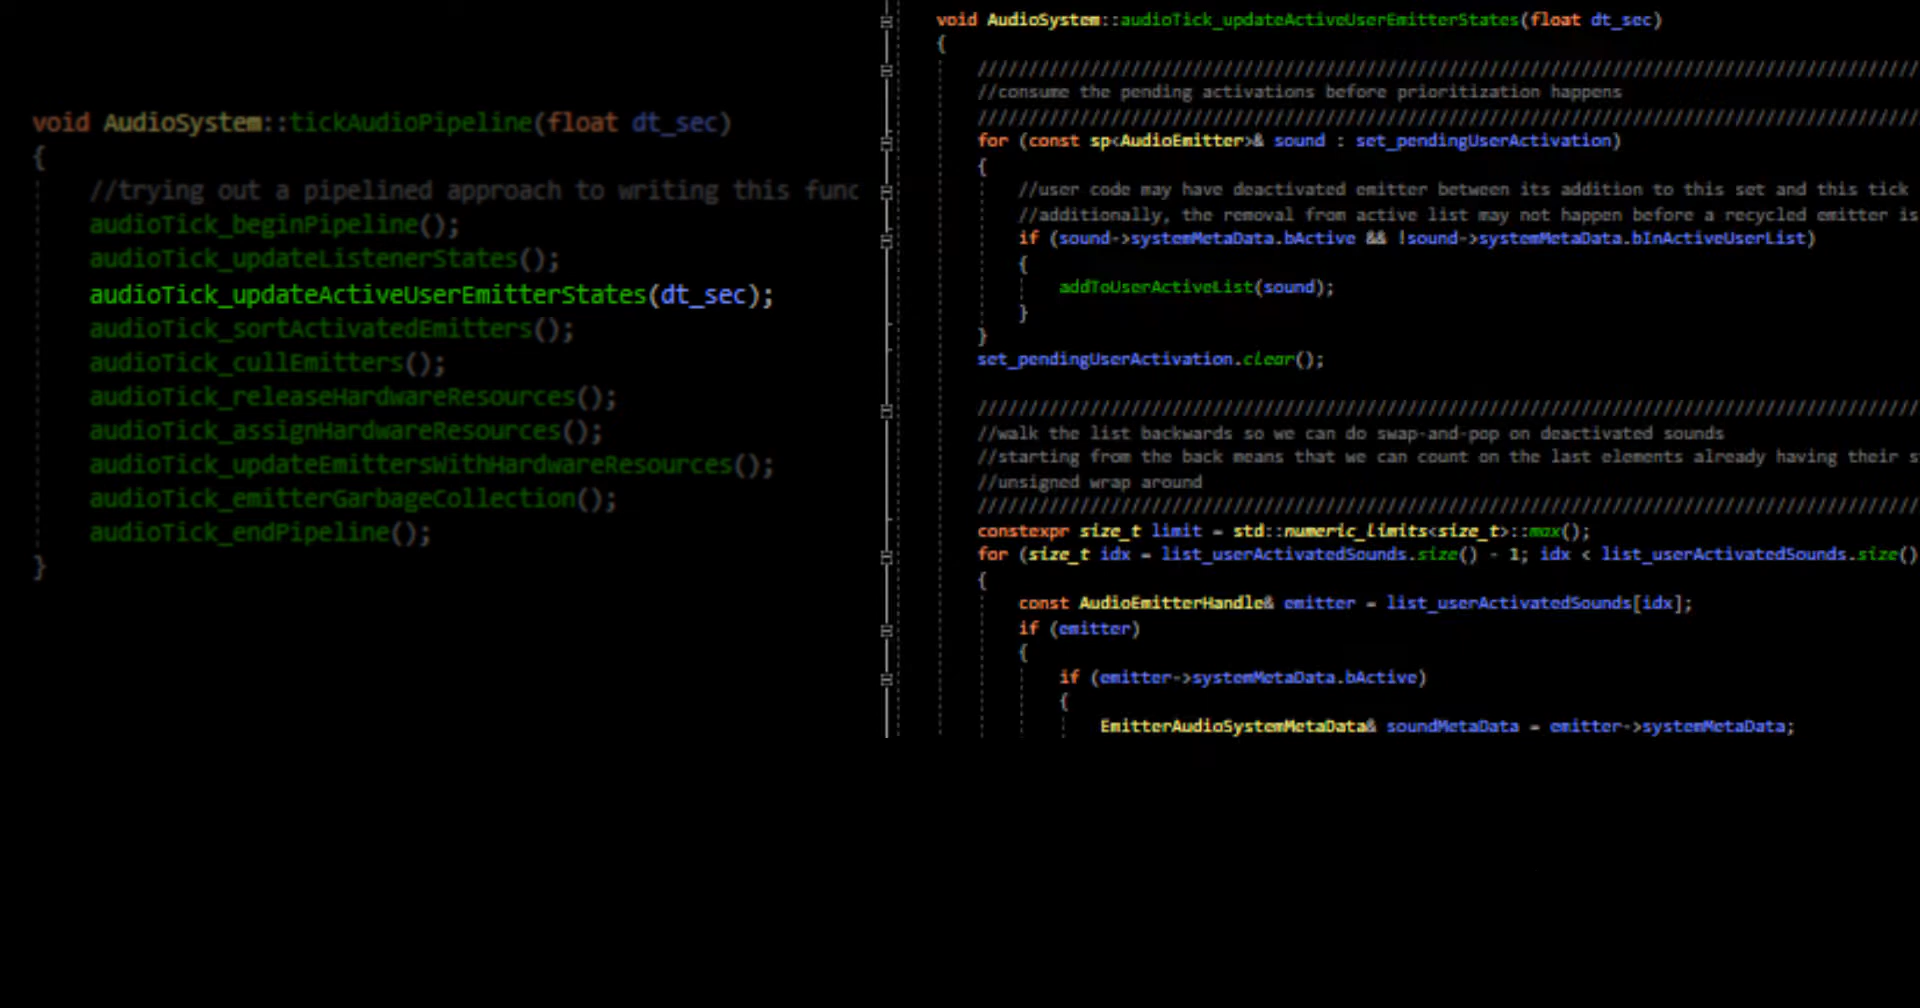 void AudioSystem::tickAudioPipeline(float dt_sec)
{
//trying out a pipelined approach to writing this func
audioTick_beginPipeline();
audioTick_updateListenerStates();
audioTick_updateActiveUserEmitterStates(dt_sec);
audioTick_sortActivatedEmitters();
audioTick_cullEmitters();
audioTick_releaseHardwareResources();
audioTick_assignHardwareResources();
audioTick_updateEmittersWithHardwareResources();
audioTick_emitterGarbageCollection();
audioTick_endPipeline();
}
void AudioSystem::audioTick_updateActiveUserEmitterStates(float dt_sec)
{
//consume the pending activations before prioritization happens
for (const sp<AudioEmitter>& sound : set_pendingUserActivation)
{
//user code may have deactivated emitter between its addition to this set and this tick
//additionally, the removal from active list may not happen before a recycled emitter is
if (sound->systemMetaData.bActive && !sound->systemMetaData.bInActiveUserList)
{
addToUserActiveList(sound);
}
}
set_pendingUserActivation.clear();
//walk the list backwards so we can do swap-and-pop on deactivated sounds
//starting from the back means that we can count on the last elements already having their
//unsigned wrap around
constexpr size_t limit = std::numeric_limits<size_t>::max();
for (size_t idx = list_userActivatedSounds.size() - 1; idx < list_userActivatedSounds.size()
{
const AudioEmitterHandle& emitter = list_userActivatedSounds[idx];
if (emitter)
{
if (emitter->systemMetaData.bActive)
{
EmitterAudioSystemMetaData& soundMetaData = emitter->systemMetaData;